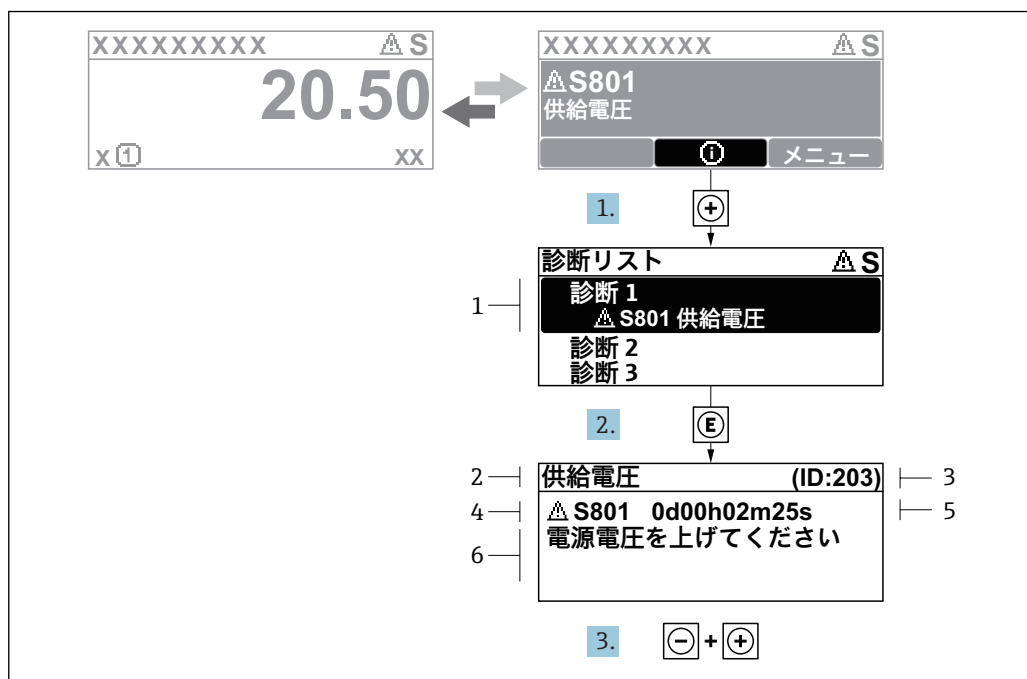 XXXXXXXXX ⚠S
20.50
x① xx
XXXXXXXXX ⚠S
⚠S801
供給電圧
ⓘ メニュー
1. +
診断リスト ⚠S
1
診断 1
⚠ S801 供給電圧
診断 2
診断 3
2. E
2 供給電圧 (ID:203) 3
4 ⚠ S801 0d00h02m25s 5
電源電圧を上げてください
6
3. - + +